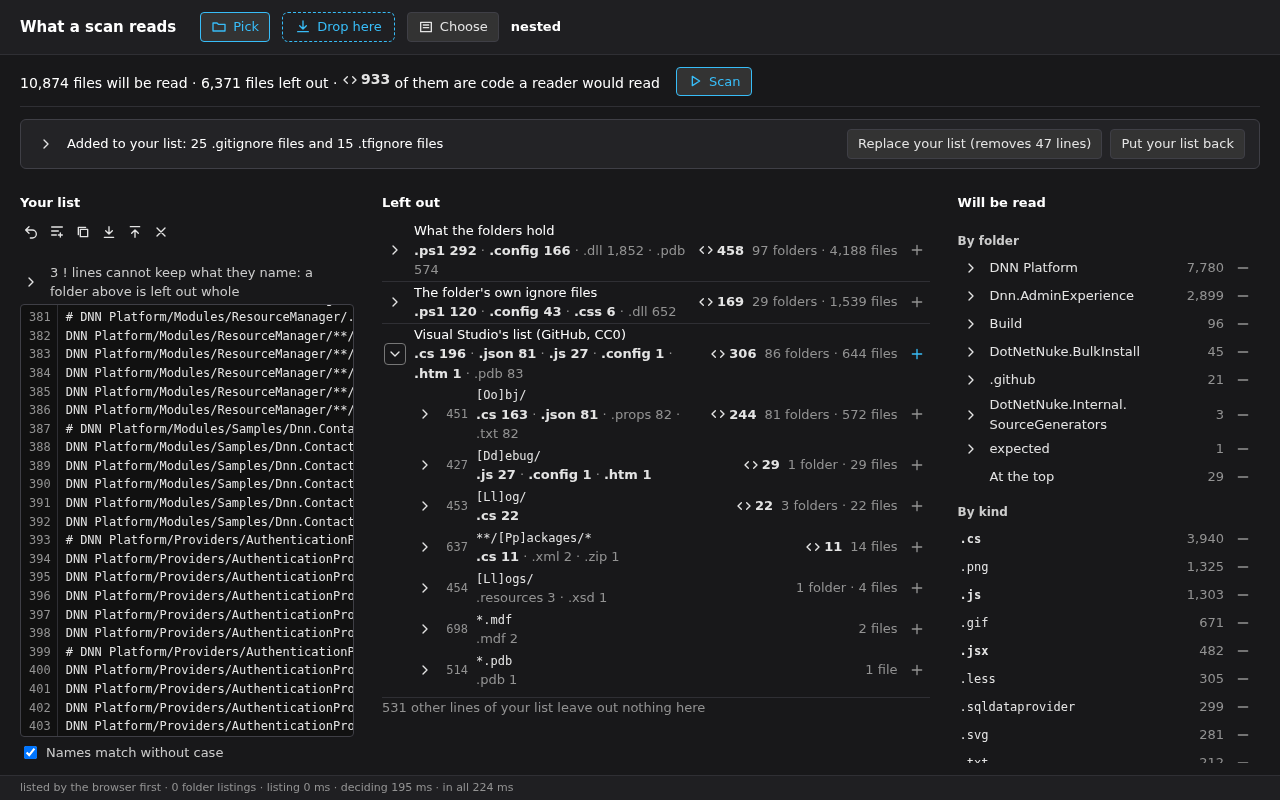 What a scan reads
Pick
Drop here
Choose
nested
10,874 files will be read · 6,371 files left out · <> 933 of them are code a reader would read
Scan
Added to your list: 25 .gitignore files and 15 .tfignore files
Replace your list (removes 47 lines)
Put your list back
Your list
3 ! lines cannot keep what they name: a
folder above is left out whole
381 # DNN Platform/Modules/ResourceManager/.
382 DNN Platform/Modules/ResourceManager/**/
383 DNN Platform/Modules/ResourceManager/**/
384 DNN Platform/Modules/ResourceManager/**/
385 DNN Platform/Modules/ResourceManager/**/
386 DNN Platform/Modules/ResourceManager/**/
387 # DNN Platform/Modules/Samples/Dnn.Conta
388 DNN Platform/Modules/Samples/Dnn.Contact
389 DNN Platform/Modules/Samples/Dnn.Contact
390 DNN Platform/Modules/Samples/Dnn.Contact
391 DNN Platform/Modules/Samples/Dnn.Contact
392 DNN Platform/Modules/Samples/Dnn.Contact
393 # DNN Platform/Providers/AuthenticationP
394 DNN Platform/Providers/AuthenticationPro
395 DNN Platform/Providers/AuthenticationPro
396 DNN Platform/Providers/AuthenticationPro
397 DNN Platform/Providers/AuthenticationPro
398 DNN Platform/Providers/AuthenticationPro
399 # DNN Platform/Providers/AuthenticationP
400 DNN Platform/Providers/AuthenticationPro
401 DNN Platform/Providers/AuthenticationPro
402 DNN Platform/Providers/AuthenticationPro
403 DNN Platform/Providers/AuthenticationPro
Names match without case
Left out
What the folders hold
.ps1 292 · .config 166 · .dll 1,852 · .pdb
574
<> 458 97 folders · 4,188 files
The folder's own ignore files
.ps1 120 · .config 43 · .css 6 · .dll 652
<> 169 29 folders · 1,539 files
Visual Studio's list (GitHub, CC0)
.cs 196 · .json 81 · .js 27 · .config 1 ·
.htm 1 · .pdb 83
<> 306 86 folders · 644 files
451 [Oo]bj/
.cs 163 · .json 81 · .props 82 ·
.txt 82
<> 244 81 folders · 572 files
427 [Dd]ebug/
.js 27 · .config 1 · .htm 1
<> 29 1 folder · 29 files
453 [Ll]og/
.cs 22
<> 22 3 folders · 22 files
637 **/[Pp]ackages/*
.cs 11 · .xml 2 · .zip 1
<> 11 14 files
454 [Ll]ogs/
.resources 3 · .xsd 1
1 folder · 4 files
698 *.mdf
.mdf 2
2 files
514 *.pdb
.pdb 1
1 file
531 other lines of your list leave out nothing here
Will be read
By folder
DNN Platform 7,780
Dnn.AdminExperience 2,899
Build 96
DotNetNuke.BulkInstall 45
.github 21
DotNetNuke.Internal.
SourceGenerators 3
expected 1
At the top 29
By kind
.cs 3,940
.png 1,325
.js 1,303
.gif 671
.jsx 482
.less 305
.sqldataprovider 299
.svg 281
.txt 212
listed by the browser first · 0 folder listings · listing 0 ms · deciding 195 ms · in all 224 ms